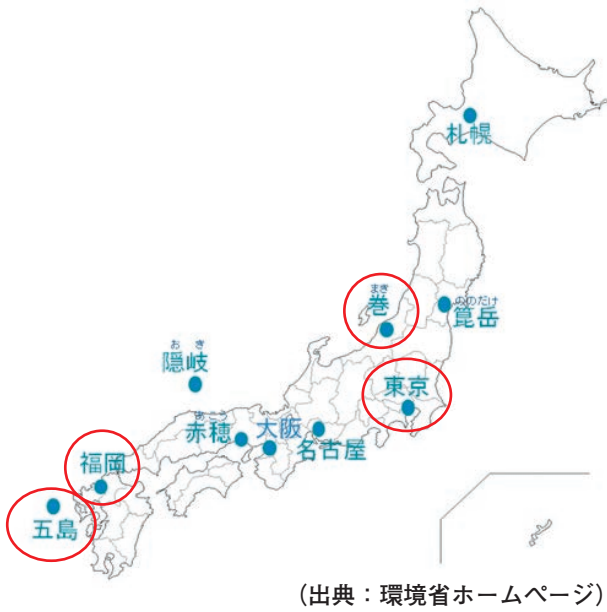 札幌
まき
巻
ののだけ
箟岳
おき
隠岐
東京
あこう
赤穂
大阪
名古屋
福岡
五島
(出典：環境省ホームページ)